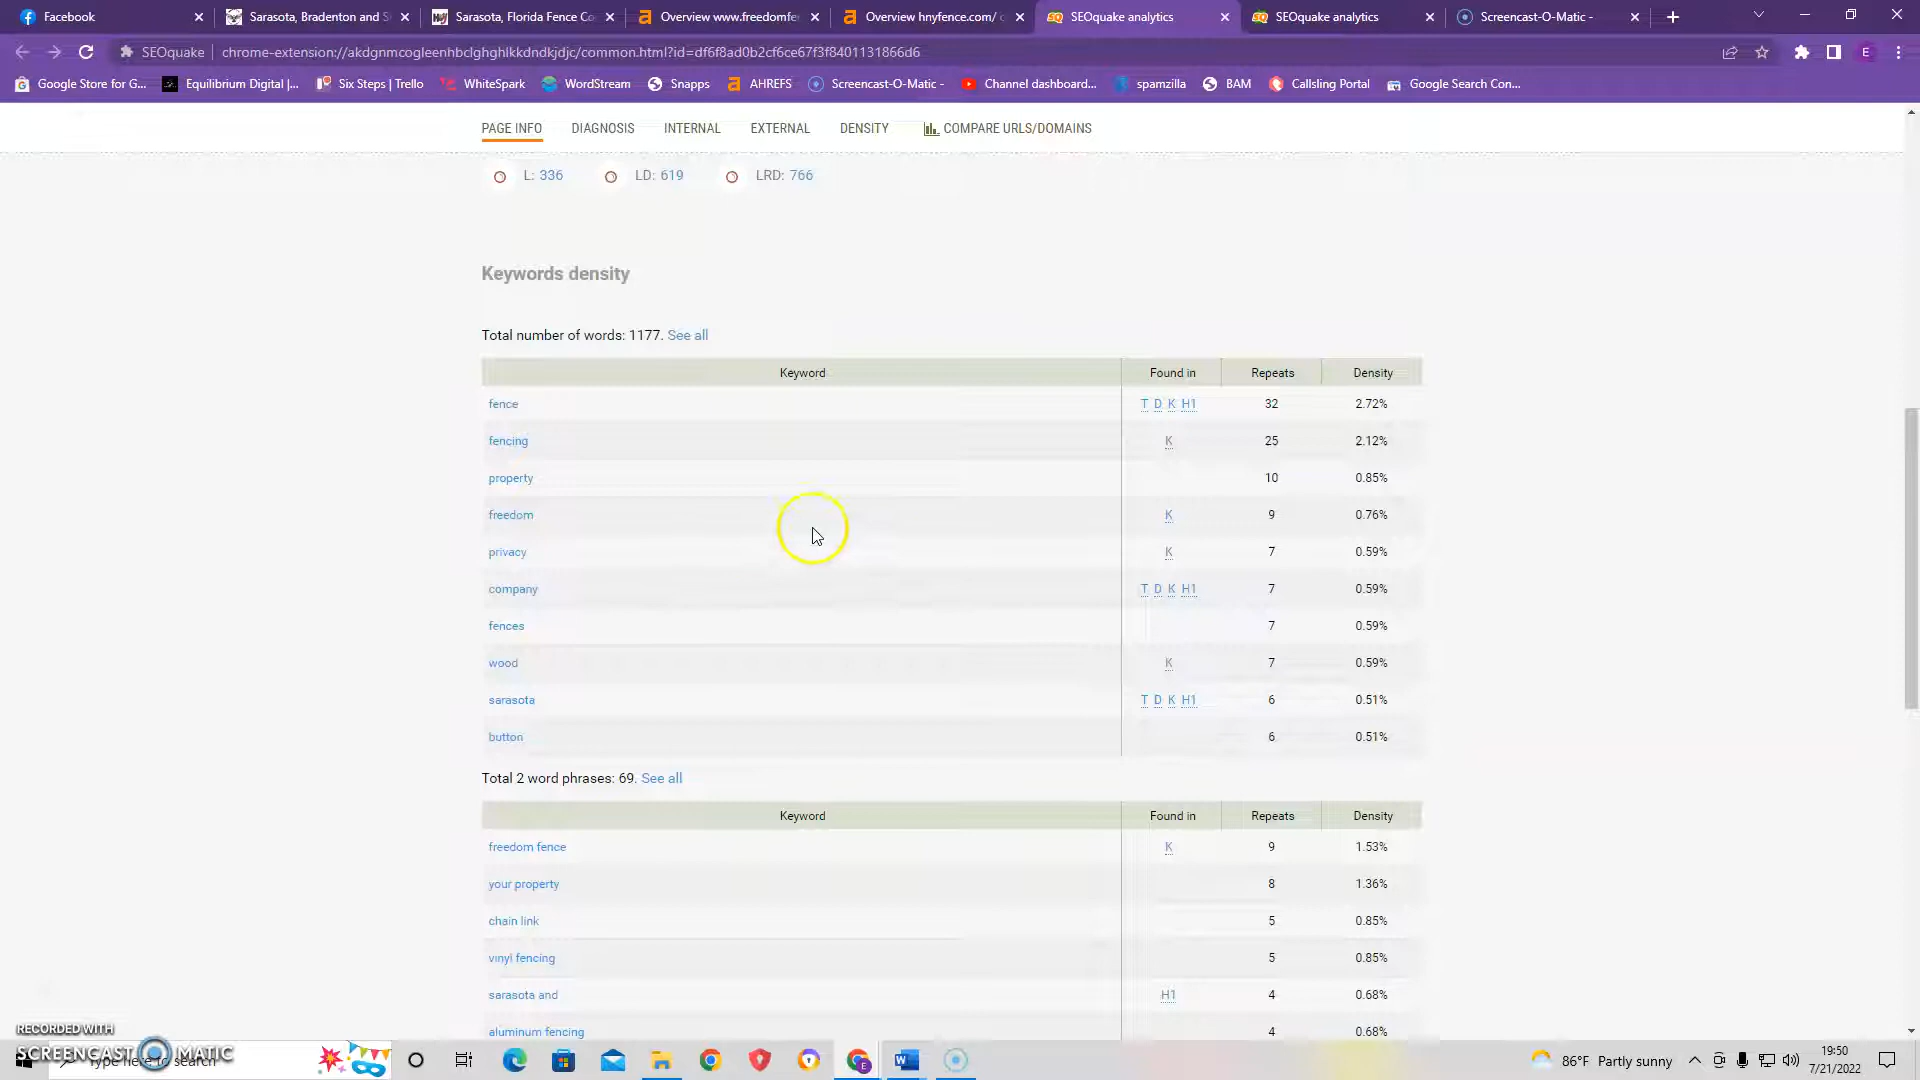 Facebook
Sarasota, Bradenton and S
Sarasota, Florida Fence Co
Overview www.freedomfe
Overview hnyfence.com/ o
SEOquake analytics
SEOquake analytics
Screencast-O-Matic -
SEOquake
chrome-extension://akdgnmcogleenhbclghghlkkdndkjdjc/common.html?id=df6f8ad0b2cf6ce67f3f8401131866d6
E
Google Store for G...
Equilibrium Digital |...
Six Steps | Trello
WhiteSpark
WordStream
Snapps
AHREFS
Screencast-O-Matic -
Channel dashboard...
spamzilla
BAM
Callsling Portal
Google Search Con...
PAGE INFO
DIAGNOSIS
INTERNAL
EXTERNAL
DENSITY
COMPARE URLS/DOMAINS
L: 336
LD: 619
LRD: 766
Keywords density
Total number of words: 1177. See all
Keyword Found in Repeats Density
fence T D K H1 32 2.72%
fencing K 25 2.12%
property 10 0.85%
freedom K 9 0.76%
privacy K 7 0.59%
company T D K H1 7 0.59%
fences 7 0.59%
wood K 7 0.59%
sarasota T D K H1 6 0.51%
button 6 0.51%
Total 2 word phrases: 69. See all
Keyword Found in Repeats Density
freedom fence K 9 1.53%
your property 8 1.36%
chain link 5 0.85%
vinyl fencing 5 0.85%
sarasota and H1 4 0.68%
aluminum fencing 4 0.68%
RECORDED WITH
SCREENCAST MATIC
Type here to search
86°F Partly sunny
19:50
7/21/2022